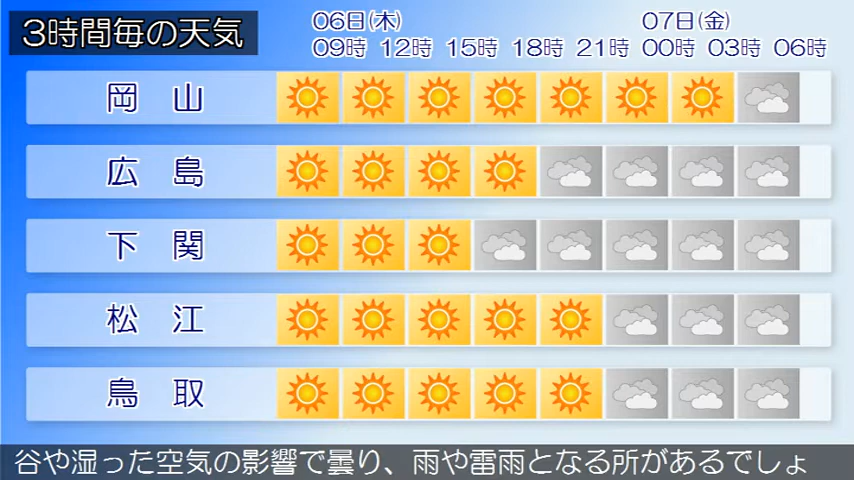 3時間毎の天気
06日(木) 07日(金)
09時 12時 15時 18時 21時 00時 03時 06時
岡 山
広 島
下 関
松 江
鳥 取
谷や湿った空気の影響で曇り、雨や雷雨となる所があるでしょ